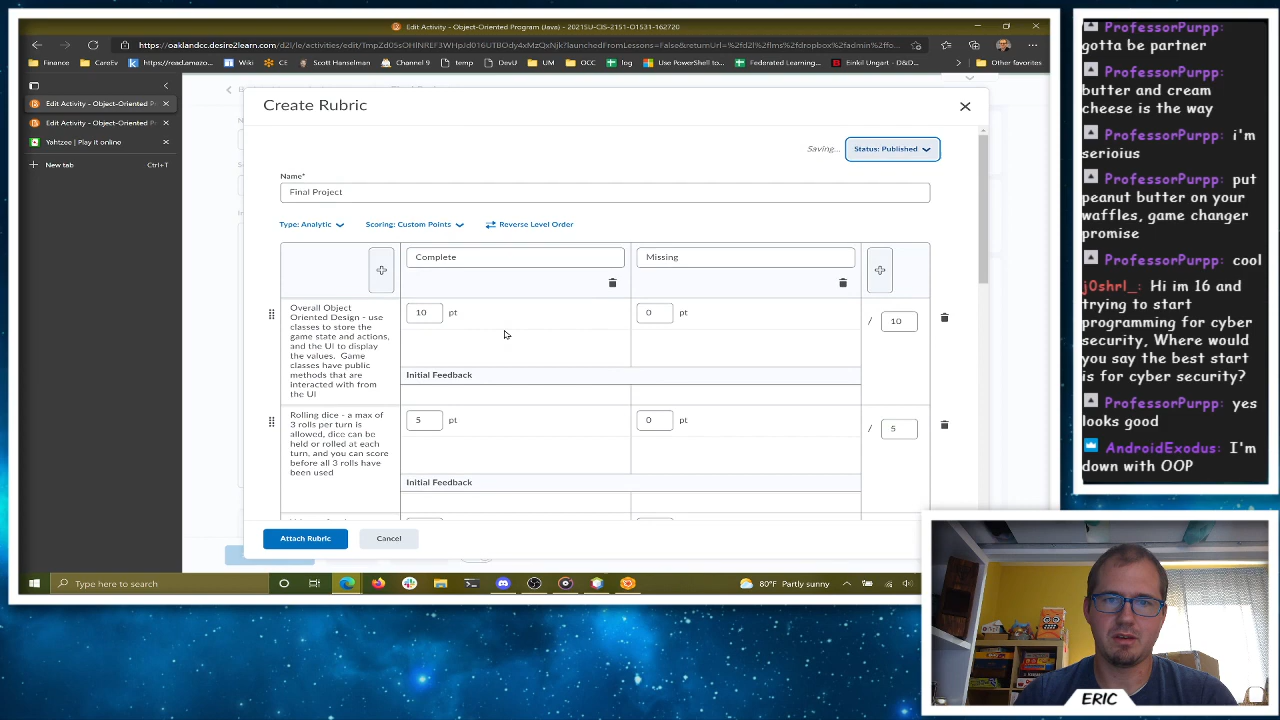 Edit Activity - Object-Oriented Program (Java) - 20215U-CIS-2151-O1531-162720
Finance
CareEv
Wiki
CE
Scott Hanselman
Channel 9
temp
DevU
UM
OCC
log
Use PowerShell to...
Federated Learning...
Einkil Ungart - D&D...
Other favorites
Edit Activity - Object-Oriented P
Edit Activity - Object-Oriented P
Yahtzee | Play it online
New tab
Ctrl+T
Create Rubric
Saving...
Status: Published
Name*
Final Project
Type: Analytic
Scoring: Custom Points
Reverse Level Order
Complete
Missing
Overall Object
Oriented Design - use
classes to store the
game state and actions,
and the UI to display
the values. Game
classes have public
methods that are
interacted with from
the UI
10 pt
0 pt
/ 10
Initial Feedback
Rolling dice - a max of
3 rolls per turn is
allowed, dice can be
held or rolled at each
turn, and you can score
before all 3 rolls have
been used
5 pt
0 pt
/ 5
Initial Feedback
Attach Rubric
Cancel
Type here to search
80°F Partly sunny
ProfessorPurpp:
gotta be partner
ProfessorPurpp:
butter and cream
cheese is the way
ProfessorPurpp: i'm
serioius
ProfessorPurpp: put
peanut butter on your
waffles, game changer
promise
ProfessorPurpp: cool
j0shrl_: Hi im 16 and
trying to start
programming for cyber
security, Where would
you say the best start
is for cyber security?
ProfessorPurpp: yes
looks good
AndroidExodus: I'm
down with OOP
ERIC